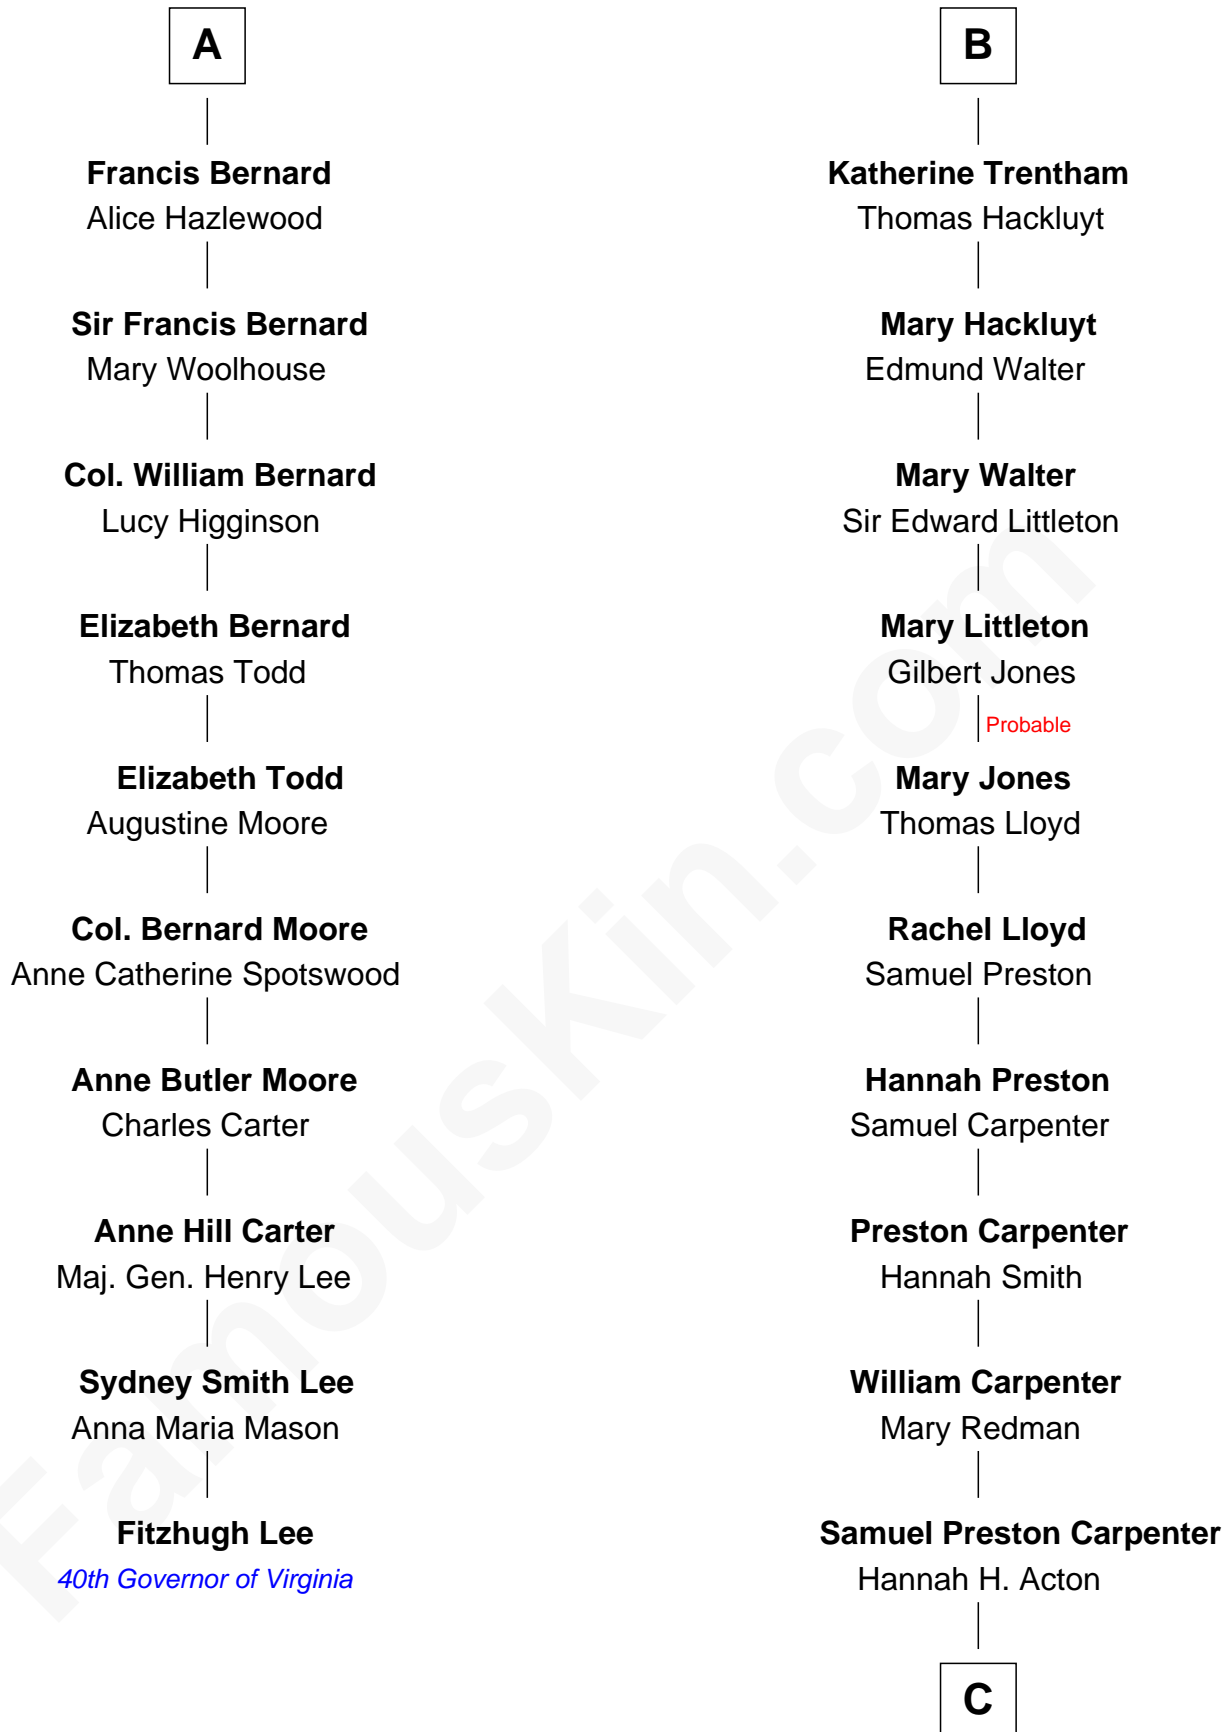 A
Francis Bernard
Alice Hazlewood
Sir Francis Bernard
Mary Woolhouse
Col. William Bernard
Lucy Higginson
Elizabeth Bernard
Thomas Todd
Elizabeth Todd
Augustine Moore
Col. Bernard Moore
Anne Catherine Spotswood
Anne Butler Moore
Charles Carter
Anne Hill Carter
Maj. Gen. Henry Lee
Sydney Smith Lee
Anna Maria Mason
Fitzhugh Lee
40th Governor of Virginia
B
Katherine Trentham
Thomas Hackluyt
Mary Hackluyt
Edmund Walter
Mary Walter
Sir Edward Littleton
Mary Littleton
Gilbert Jones
Probable
Mary Jones
Thomas Lloyd
Rachel Lloyd
Samuel Preston
Hannah Preston
Samuel Carpenter
Preston Carpenter
Hannah Smith
William Carpenter
Mary Redman
Samuel Preston Carpenter
Hannah H. Acton
C
FamousKin.com